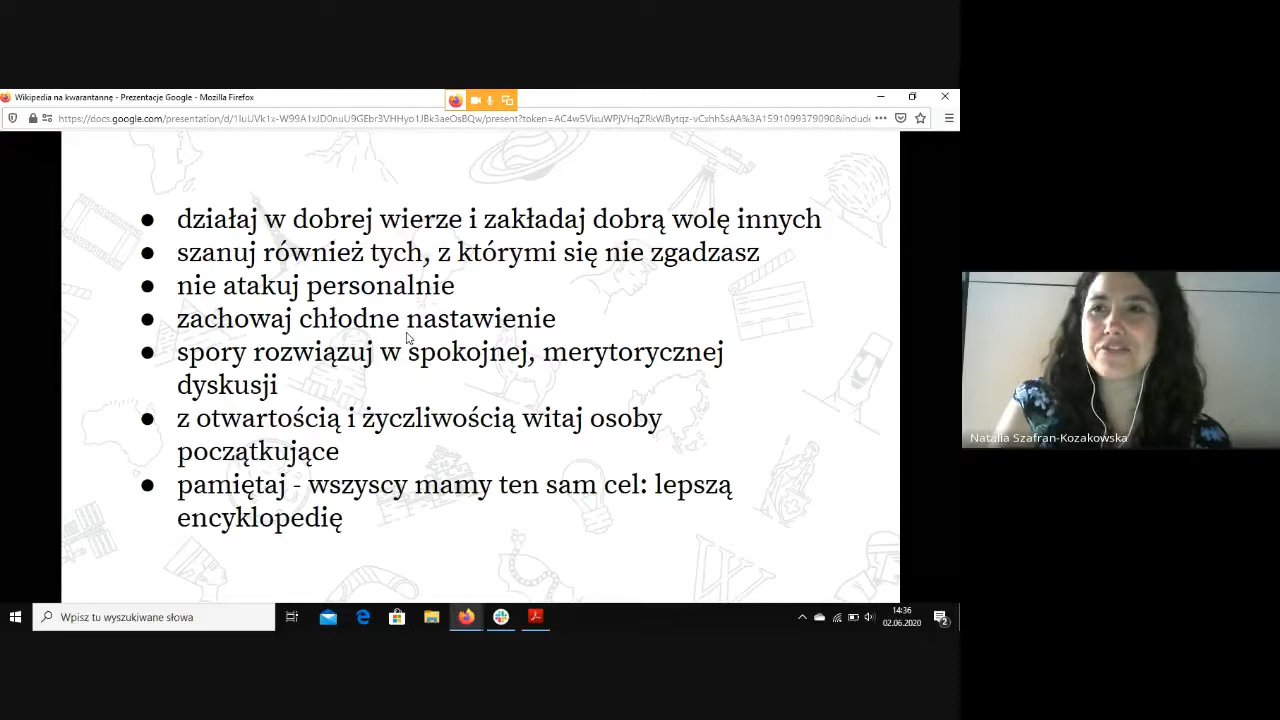 Wikipedia na kwarantannę - Prezentacje Google - Mozilla Firefox
działaj w dobrej wierze i zakładaj dobrą wolę innych
szanuj również tych, z którymi się nie zgadzasz
nie atakuj personalnie
zachowaj chłodne nastawienie
spory rozwiązuj w spokojnej, merytorycznej
dyskusji
z otwartością i życzliwością witaj osoby
początkujące
pamiętaj - wszyscy mamy ten sam cel: lepszą
encyklopedię
Natalia Szafran-Kozakowska
Wpisz tu wyszukiwane słowa
14:36
02.06.2020
2